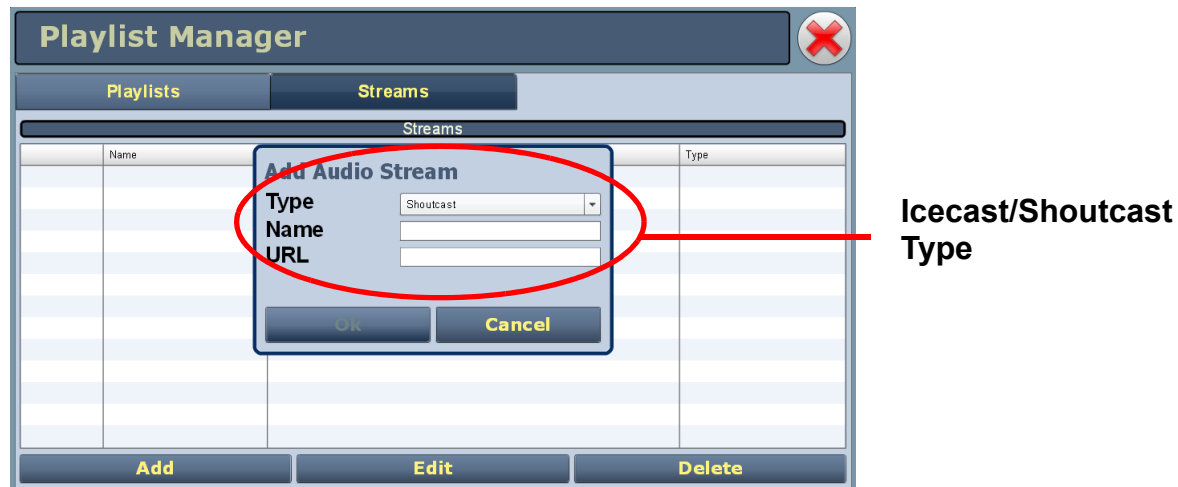 Playlist Manager
Playlists Streams
Streams
Name Type
Add Audio Stream
Type Shoutcast
Name
URL
Ok Cancel
Add Edit Delete
Icecast/Shoutcast
Type